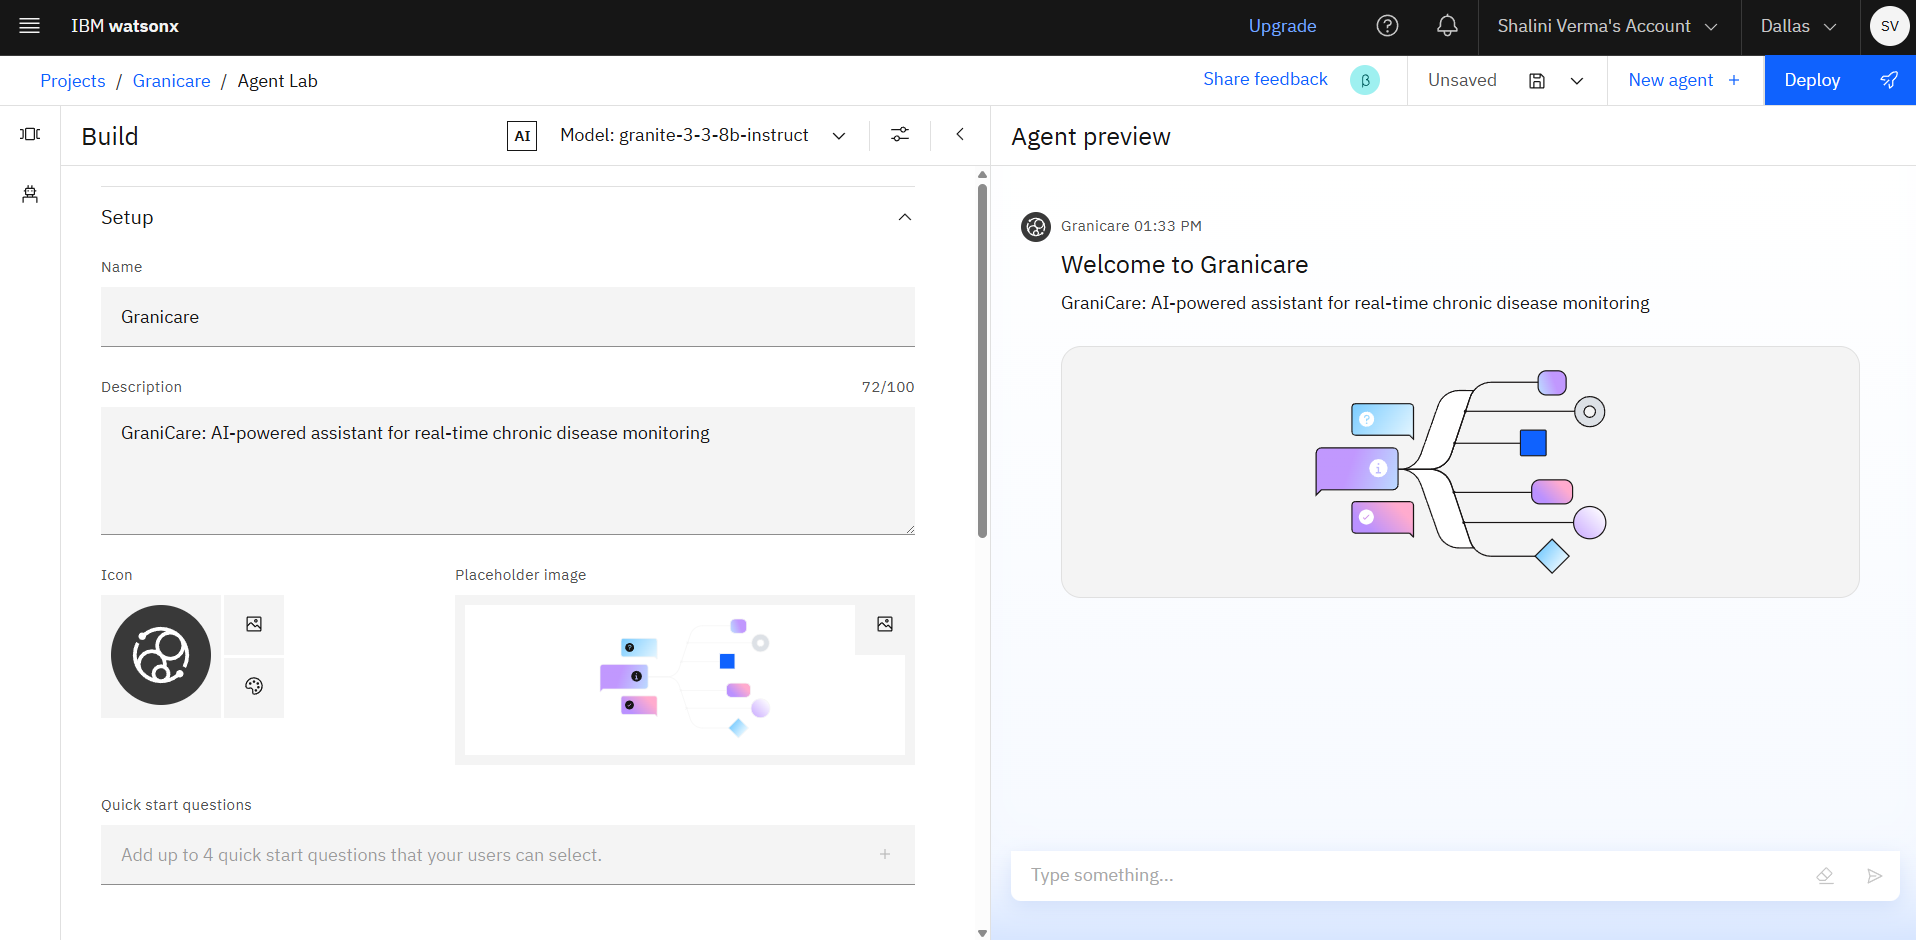 IBM watsonx
Upgrade
Shalini Verma's Account
Dallas
SV
Projects / Granicare / Agent Lab
Share feedback
β
Unsaved
New agent +
Deploy
Build
AI
Model: granite-3-3-8b-instruct
Agent preview
Setup
Name
Granicare
Description
72/100
GraniCare: AI-powered assistant for real-time chronic disease monitoring
Icon
Placeholder image
Quick start questions
Add up to 4 quick start questions that your users can select.
Granicare 01:33 PM
Welcome to Granicare
GraniCare: AI-powered assistant for real-time chronic disease monitoring
Type something...